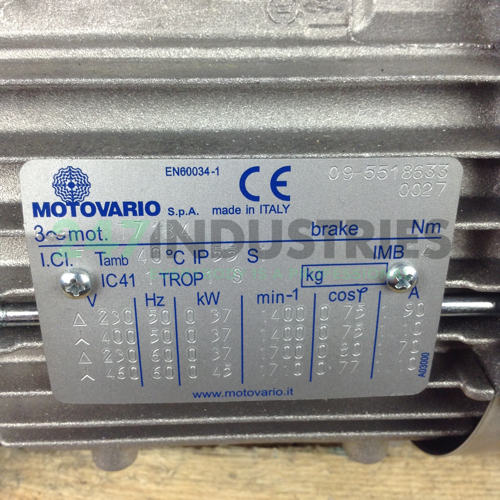 INDUSTRIES
EN60034-1
CE
09-5518633
0027
MOTOVARIO S.p.A. made in ITALY
3~mot. brake Nm
I.Cl. F Tamb 40 °C IP 55 S IMB
IC41 TROP S kg
V Hz kW min-1 cosφ A
Δ 230 50 0 37 1400 0 75 1 90
400 50 0 37 1400 0 75 1 10
Δ 230 60 0 37 1700 1 70
460 60 0 45 1710 0 77
www.motovario.it
A03000